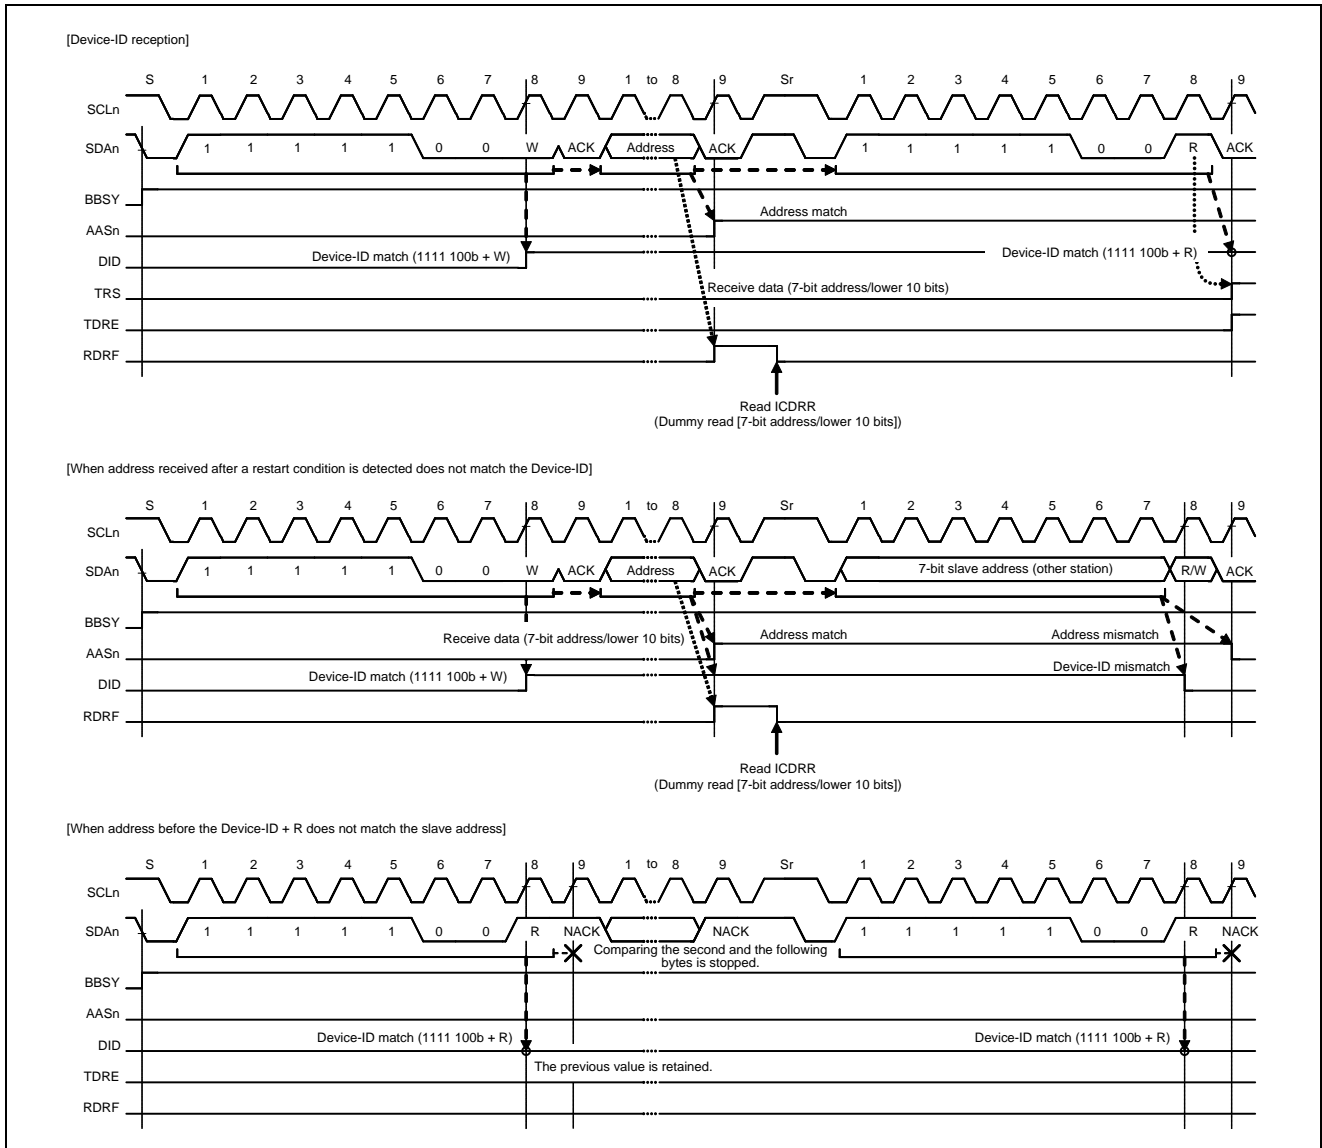 [Device-ID reception]
S 1 2 3 4 5 6 7 8 9 1 to 8 9 Sr 1 2 3 4 5 6 7 8 9
SCLn
SDAn 1 1 1 1 1 0 0 W ACK Address ACK 1 1 1 1 1 0 0 R ACK
BBSY
Address match
AASn
Device-ID match (1111 100b + W) Device-ID match (1111 100b + R)
DID
TRS Receive data (7-bit address/lower 10 bits)
TDRE
RDRF
Read ICDRR
(Dummy read [7-bit address/lower 10 bits])
[When address received after a restart condition is detected does not match the Device-ID]
S 1 2 3 4 5 6 7 8 9 1 to 8 9 Sr 1 2 3 4 5 6 7 8 9
SCLn
SDAn 1 1 1 1 1 0 0 W ACK Address ACK 7-bit slave address (other station) R/W ACK
BBSY
Receive data (7-bit address/lower 10 bits) Address match Address mismatch
AASn
Device-ID match (1111 100b + W) Device-ID mismatch
DID
RDRF
Read ICDRR
(Dummy read [7-bit address/lower 10 bits])
[When address before the Device-ID + R does not match the slave address]
S 1 2 3 4 5 6 7 8 9 1 to 8 9 Sr 1 2 3 4 5 6 7 8 9
SCLn
SDAn 1 1 1 1 1 0 0 R NACK NACK 1 1 1 1 1 0 0 R NACK
Comparing the second and the following
bytes is stopped.
BBSY
AASn
Device-ID match (1111 100b + R) Device-ID match (1111 100b + R)
DID
The previous value is retained.
TDRE
RDRF